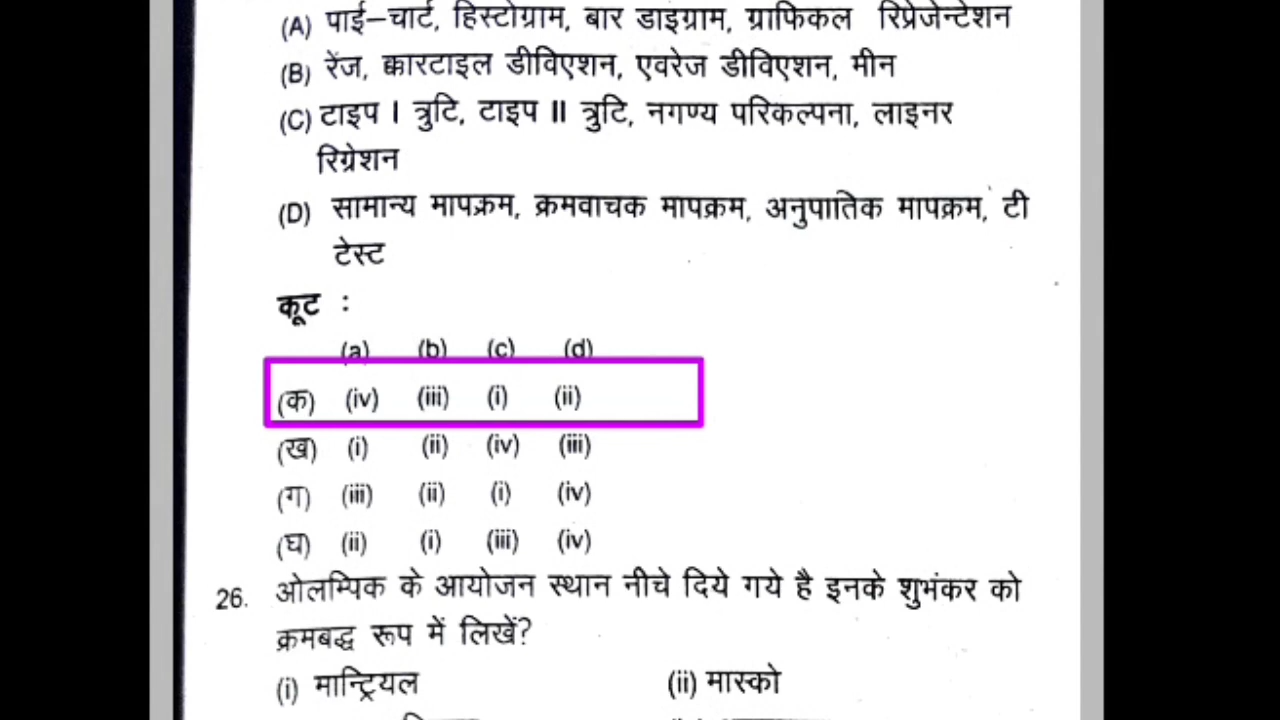 (A) पाई–चार्ट, हिस्टोग्राम, बार डाइग्राम, ग्राफिकल रिप्रेजेन्टेशन
(B) रेंज, क्वारटाइल डीविएशन, एवरेज डीविएशन, मीन
(C) टाइप I त्रुटि, टाइप II त्रुटि, नगण्य परिकल्पना, लाइनर
रिग्रेशन
(D) सामान्य मापक्रम, क्रमवाचक मापक्रम, अनुपातिक मापक्रम, टी
टेस्ट
कूट :
(a) (b) (c) (d)
(क) (iv) (iii) (i) (ii)
(ख) (i) (ii) (iv) (iii)
(ग) (iii) (ii) (i) (iv)
(घ) (ii) (i) (iii) (iv)
26. ओलम्पिक के आयोजन स्थान नीचे दिये गये है इनके शुभंकर को
क्रमबद्ध रूप में लिखें?
(i) मान्ट्रियल (ii) मास्को